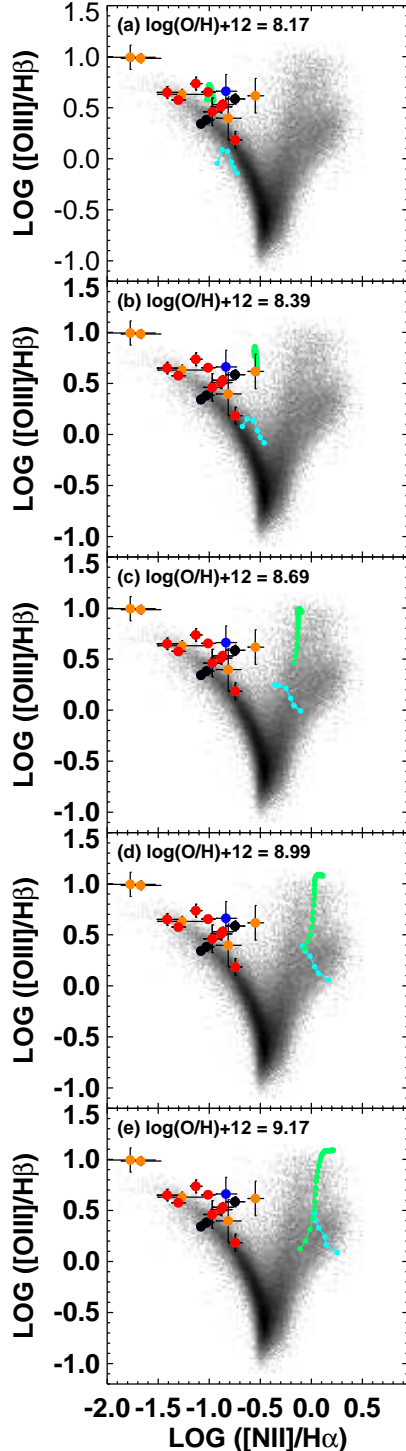 (a) log(O/H)+12 = 8.17
1.5
1.0
0.5
0.0
-0.5
-1.0
LOG ([OIII]/Hβ)
(b) log(O/H)+12 = 8.39
1.5
1.0
0.5
0.0
-0.5
-1.0
LOG ([OIII]/Hβ)
(c) log(O/H)+12 = 8.69
1.5
1.0
0.5
0.0
-0.5
-1.0
LOG ([OIII]/Hβ)
(d) log(O/H)+12 = 8.99
1.5
1.0
0.5
0.0
-0.5
-1.0
LOG ([OIII]/Hβ)
(e) log(O/H)+12 = 9.17
1.5
1.0
0.5
0.0
-0.5
-1.0
LOG ([OIII]/Hβ)
-2.0 -1.5 -1.0 -0.5 0.0 0.5
LOG ([NII]/Hα)